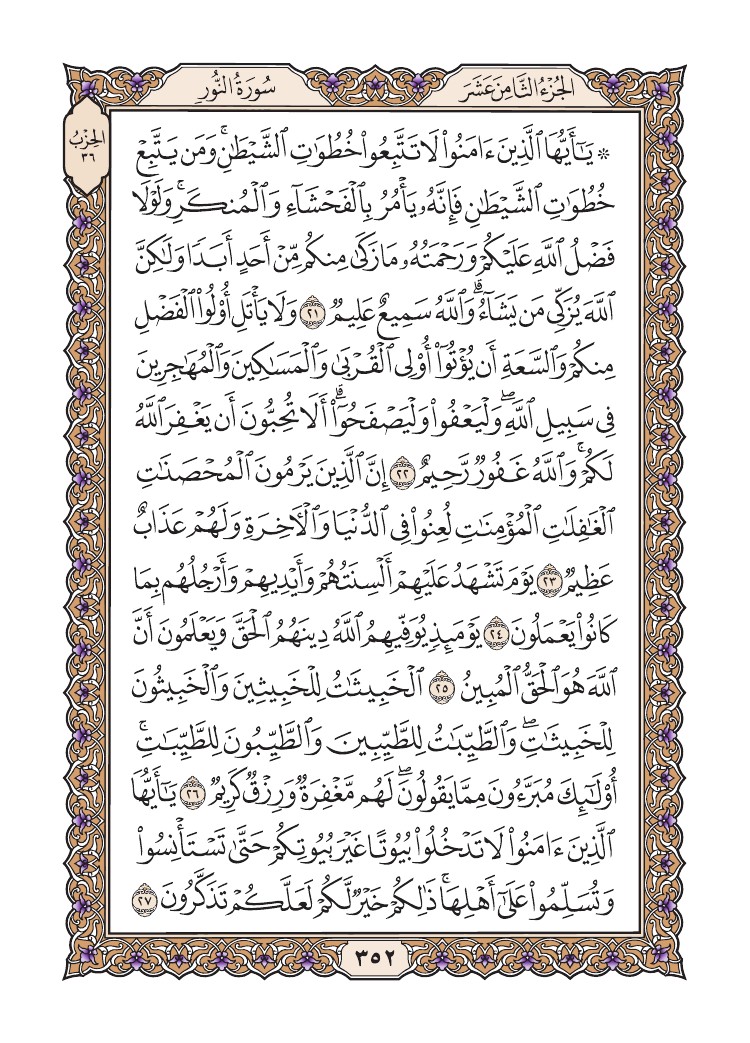 الجُزْءُ الثَّامِنَ عَشَرَ
سُورَةُ النُّورِ
الحِزْبُ
٣٦
* يَـٰٓأَيُّهَا ٱلَّذِينَ ءَامَنُوا۟ لَا تَتَّبِعُوا۟ خُطُوَٰتِ ٱلشَّيْطَـٰنِ ۚ وَمَن يَتَّبِعْ
خُطُوَٰتِ ٱلشَّيْطَـٰنِ فَإِنَّهُۥ يَأْمُرُ بِٱلْفَحْشَآءِ وَٱلْمُنكَرِ ۚ وَلَوْلَا
فَضْلُ ٱللَّهِ عَلَيْكُمْ وَرَحْمَتُهُۥ مَا زَكَىٰ مِنكُم مِّنْ أَحَدٍ أَبَدًا وَلَـٰكِنَّ
ٱللَّهَ يُزَكِّى مَن يَشَآءُ ۗ وَٱللَّهُ سَمِيعٌ عَلِيمٌ ٢١ وَلَا يَأْتَلِ أُو۟لُوا۟ ٱلْفَضْلِ
مِنكُمْ وَٱلسَّعَةِ أَن يُؤْتُوٓا۟ أُو۟لِى ٱلْقُرْبَىٰ وَٱلْمَسَـٰكِينَ وَٱلْمُهَـٰجِرِينَ
فِى سَبِيلِ ٱللَّهِ ۖ وَلْيَعْفُوا۟ وَلْيَصْفَحُوٓا۟ ۗ أَلَا تُحِبُّونَ أَن يَغْفِرَ ٱللَّهُ
لَكُمْ ۚ وَٱللَّهُ غَفُورٌ رَّحِيمٌ ٢٢ إِنَّ ٱلَّذِينَ يَرْمُونَ ٱلْمُحْصَنَـٰتِ
ٱلْغَـٰفِلَـٰتِ ٱلْمُؤْمِنَـٰتِ لُعِنُوا۟ فِى ٱلدُّنْيَا وَٱلْـَٔاخِرَةِ وَلَهُمْ عَذَابٌ
عَظِيمٌ ٢٣ يَوْمَ تَشْهَدُ عَلَيْهِمْ أَلْسِنَتُهُمْ وَأَيْدِيهِمْ وَأَرْجُلُهُم بِمَا
كَانُوا۟ يَعْمَلُونَ ٢٤ يَوْمَئِذٍ يُوَفِّيهِمُ ٱللَّهُ دِينَهُمُ ٱلْحَقَّ وَيَعْلَمُونَ أَنَّ
ٱللَّهَ هُوَ ٱلْحَقُّ ٱلْمُبِينُ ٢٥ ٱلْخَبِيثَـٰتُ لِلْخَبِيثِينَ وَٱلْخَبِيثُونَ
لِلْخَبِيثَـٰتِ ۖ وَٱلطَّيِّبَـٰتُ لِلطَّيِّبِينَ وَٱلطَّيِّبُونَ لِلطَّيِّبَـٰتِ ۚ
أُو۟لَـٰٓئِكَ مُبَرَّءُونَ مِمَّا يَقُولُونَ ۖ لَهُم مَّغْفِرَةٌ وَرِزْقٌ كَرِيمٌ ٢٦ يَـٰٓأَيُّهَا
ٱلَّذِينَ ءَامَنُوا۟ لَا تَدْخُلُوا۟ بُيُوتًا غَيْرَ بُيُوتِكُمْ حَتَّىٰ تَسْتَأْنِسُوا۟
وَتُسَلِّمُوا۟ عَلَىٰٓ أَهْلِهَا ۚ ذَٰلِكُمْ خَيْرٌ لَّكُمْ لَعَلَّكُمْ تَذَكَّرُونَ ٢٧
٣٥٢